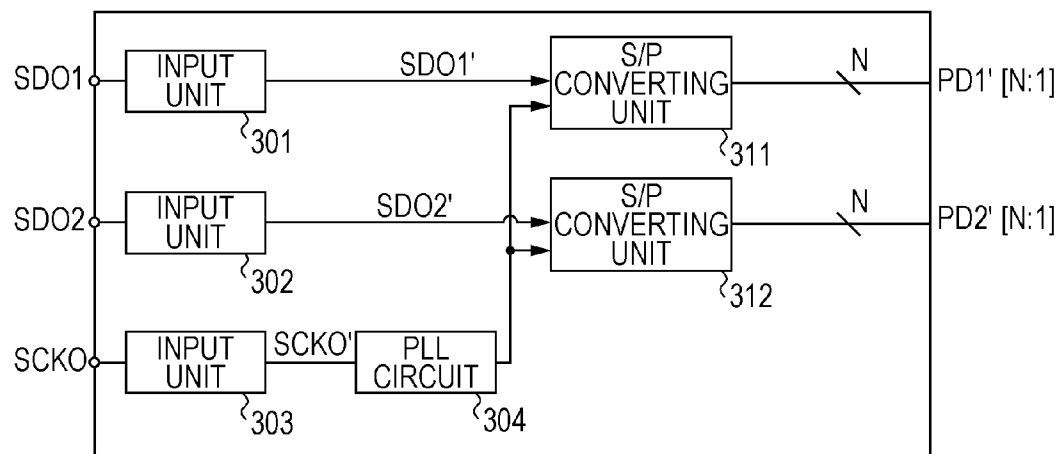 SDO1
INPUT
UNIT
301
SDO1'
S/P
CONVERTING
UNIT
311
N
PD1' [N:1]
SDO2
INPUT
UNIT
302
SDO2'
S/P
CONVERTING
UNIT
312
N
PD2' [N:1]
SCKO
INPUT
UNIT
303
SCKO'
PLL
CIRCUIT
304